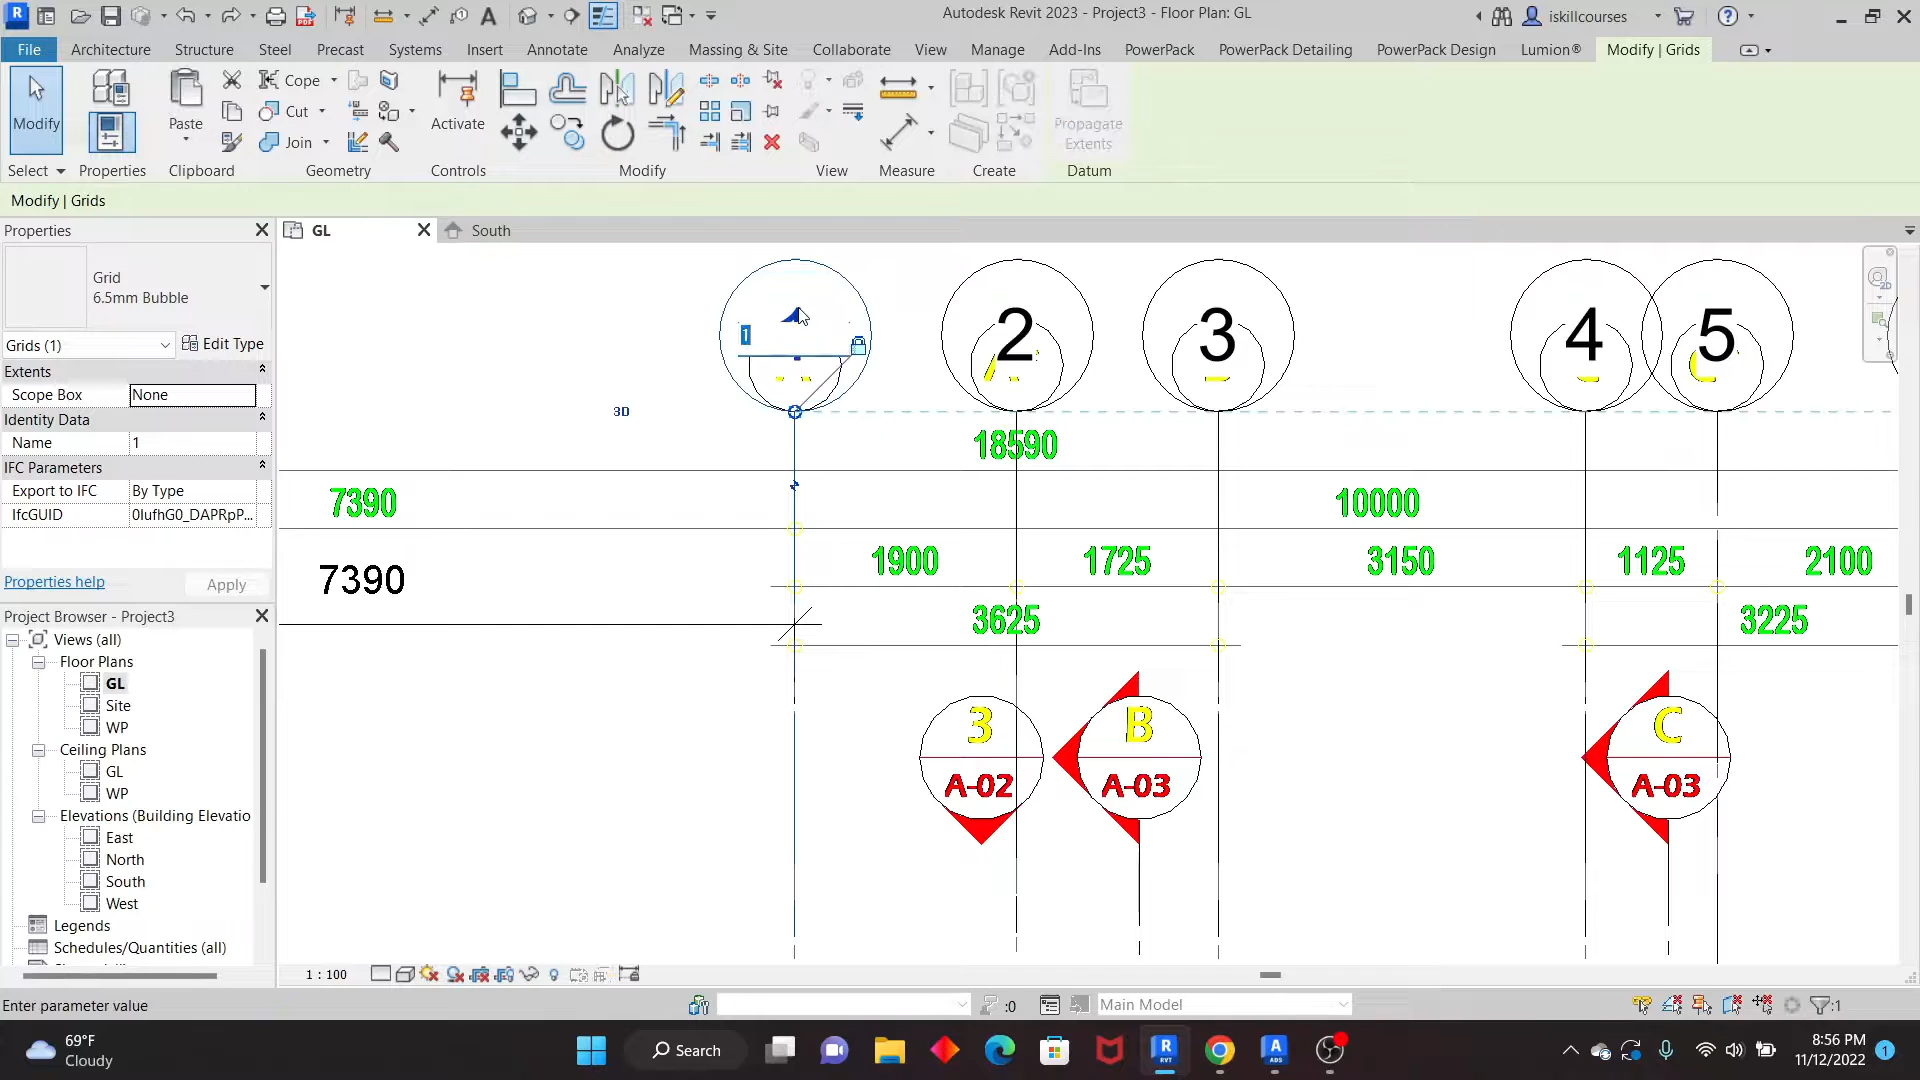 Autodesk Revit 2023 - Project3 - Floor Plan: GL
iskillcourses
File Architecture Structure Steel Precast Systems Insert Annotate Analyze Massing & Site Collaborate View Manage Add-Ins PowerPack PowerPack Detailing PowerPack Design Lumion® Modify | Grids
Modify
Paste
Cope
Cut
Join
Activate
Propagate
Extents
Select Properties Clipboard Geometry Controls Modify View Measure Create Datum
Modify | Grids
Properties
GL
South
Grid
6.5mm Bubble
Grids (1)
Edit Type
Extents
Scope Box None
Identity Data
Name 1
IFC Parameters
Export to IFC By Type
IfcGUID 0IufhG0_DAPRpP...
Properties help
Apply
Project Browser - Project3
Views (all)
Floor Plans
GL
Site
WP
Ceiling Plans
GL
WP
Elevations (Building Elevatio
East
North
South
West
Legends
Schedules/Quantities (all)
1
2
3
4
5
3D
2D
18590
7390
10000
1900
1725
3150
1125
2100
7390
3625
3225
3
A-02
B
A-03
C
A-03
1 : 100
Enter parameter value
:0
Main Model
:1
69°F
Cloudy
Search
8:56 PM
11/12/2022
1